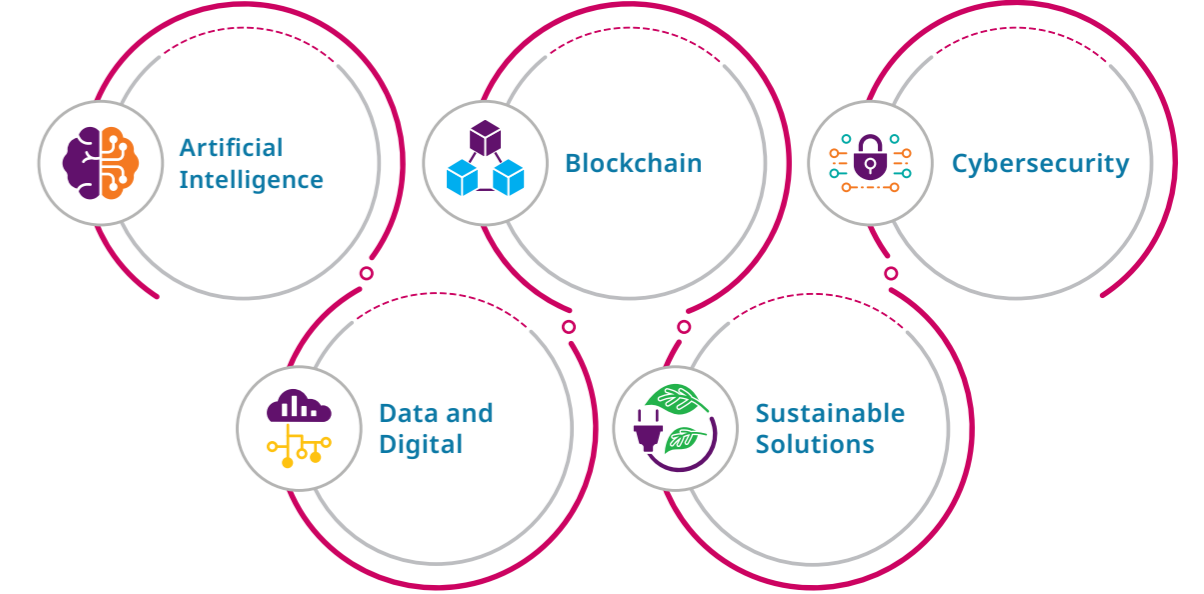 Artificial
Intelligence
Blockchain
Cybersecurity
Data and
Digital
Sustainable
Solutions